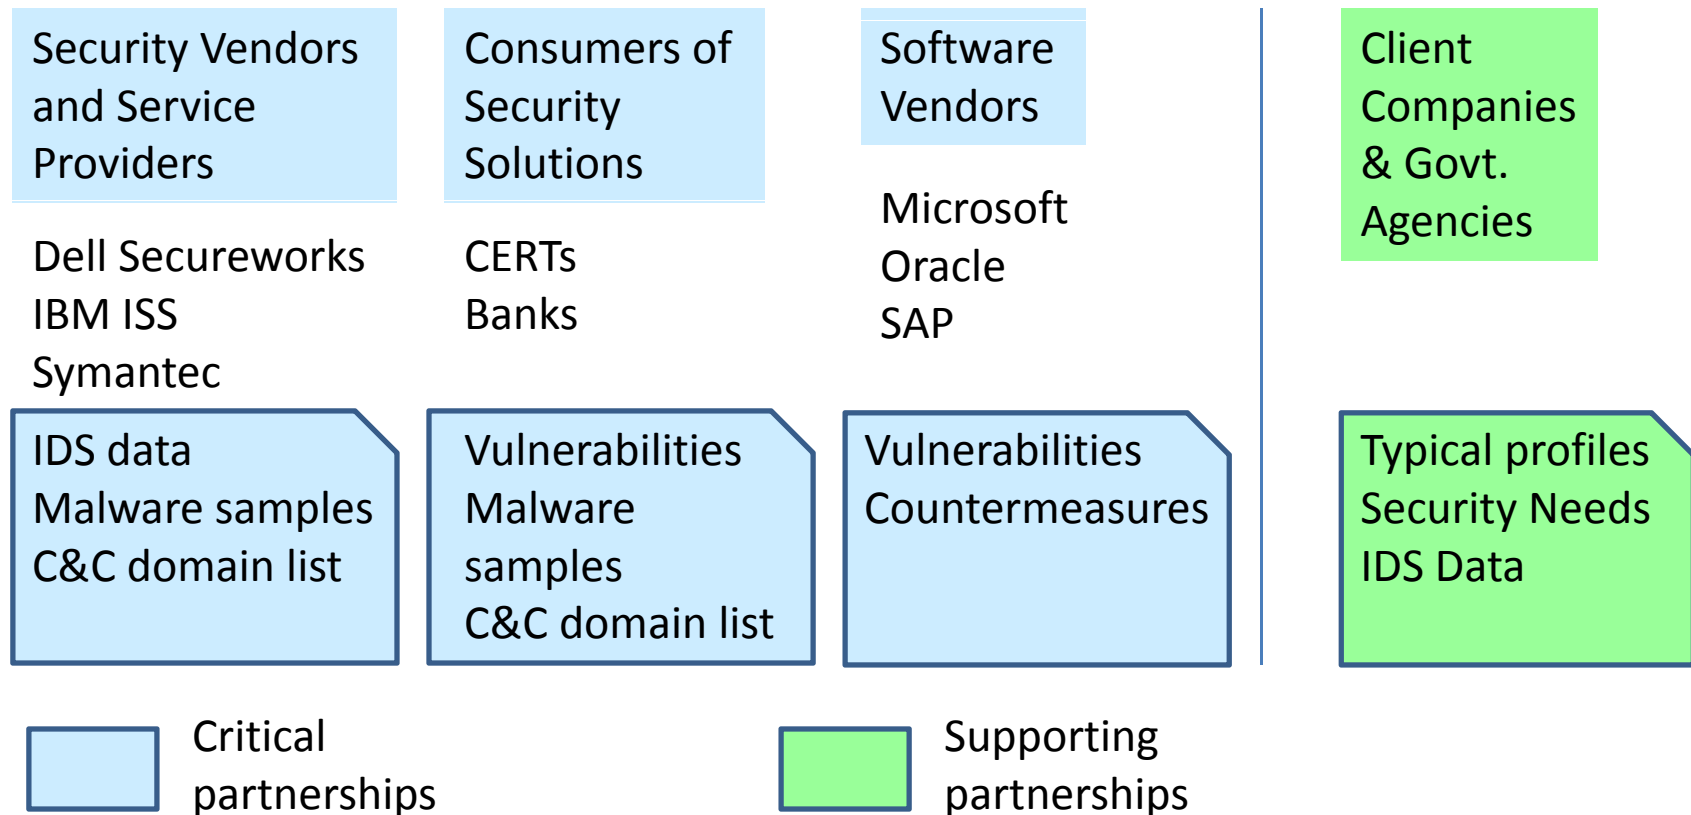 Security Vendors
and Service
Providers
Dell Secureworks
IBM ISS
Symantec
IDS data
Malware samples
C&C domain list
Consumers of
Security
Solutions
CERTs
Banks
Vulnerabilities
Malware
samples
C&C domain list
Software
Vendors
Microsoft
Oracle
SAP
Vulnerabilities
Countermeasures
Client
Companies
& Govt.
Agencies
Typical profiles
Security Needs
IDS Data
Critical
partnerships
Supporting
partnerships